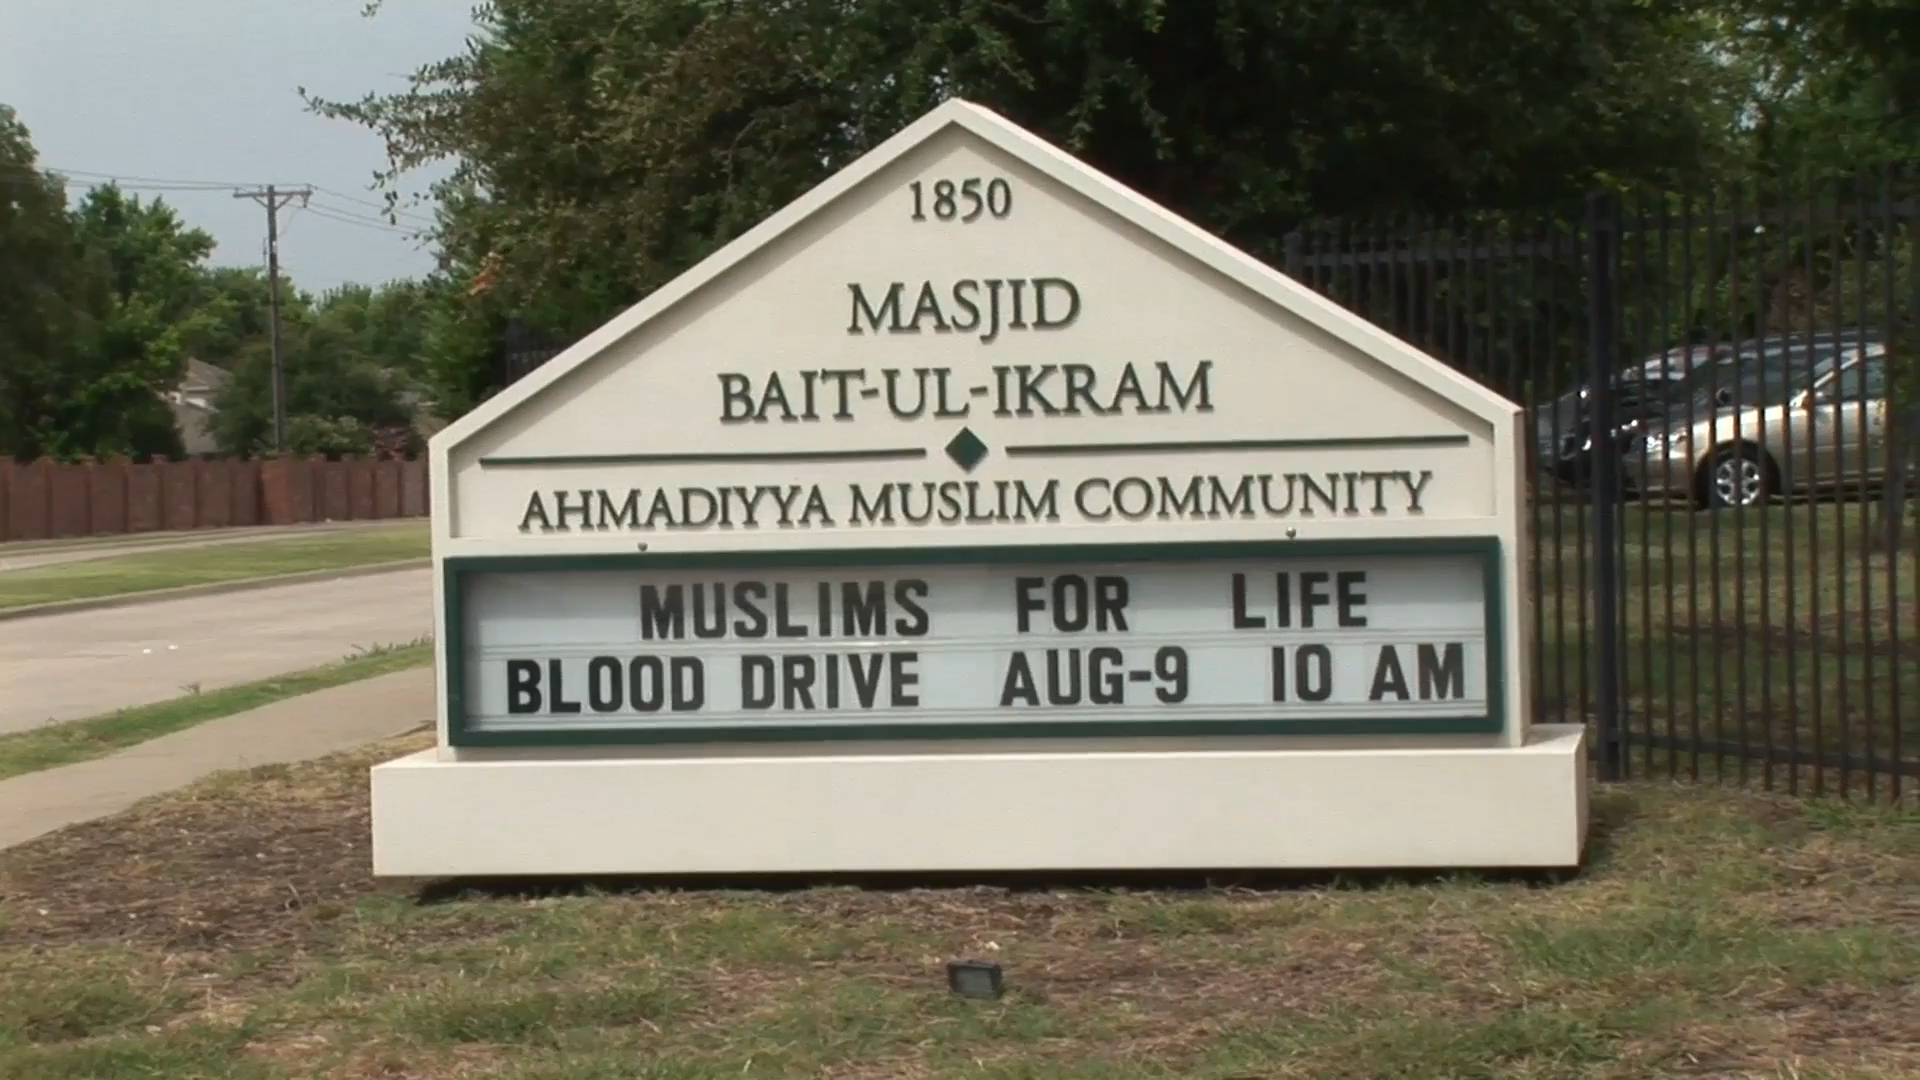 1850
MASJID
BAIT-UL-IKRAM
AHMADIYYA MUSLIM COMMUNITY
MUSLIMS FOR LIFE
BLOOD DRIVE AUG-9 10 AM